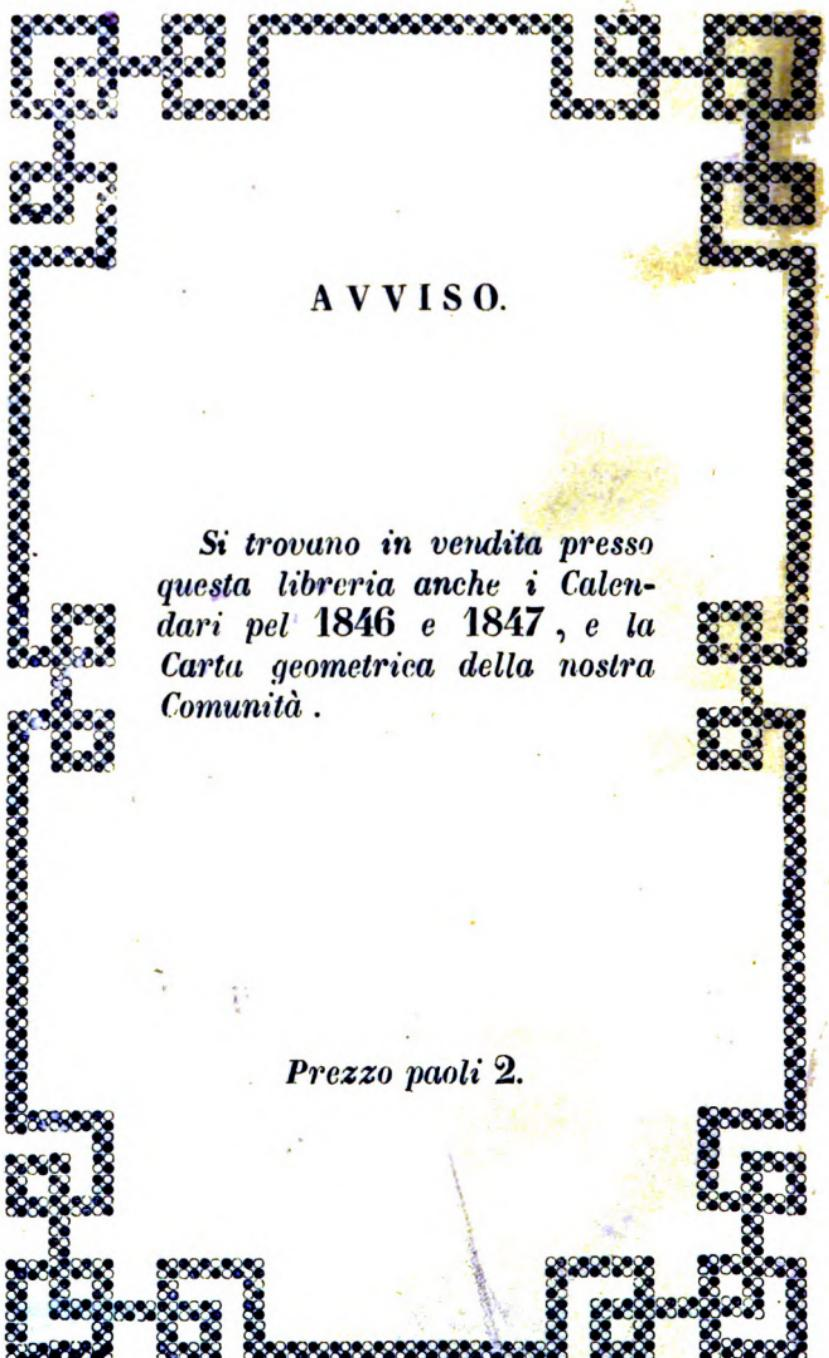 AVVISO.
Si trovano in vendita presso
questa libreria anche i Calen-
dari pel 1846 e 1847, e la
Carta geometrica della nostra
Comunità .
Prezzo paoli 2.